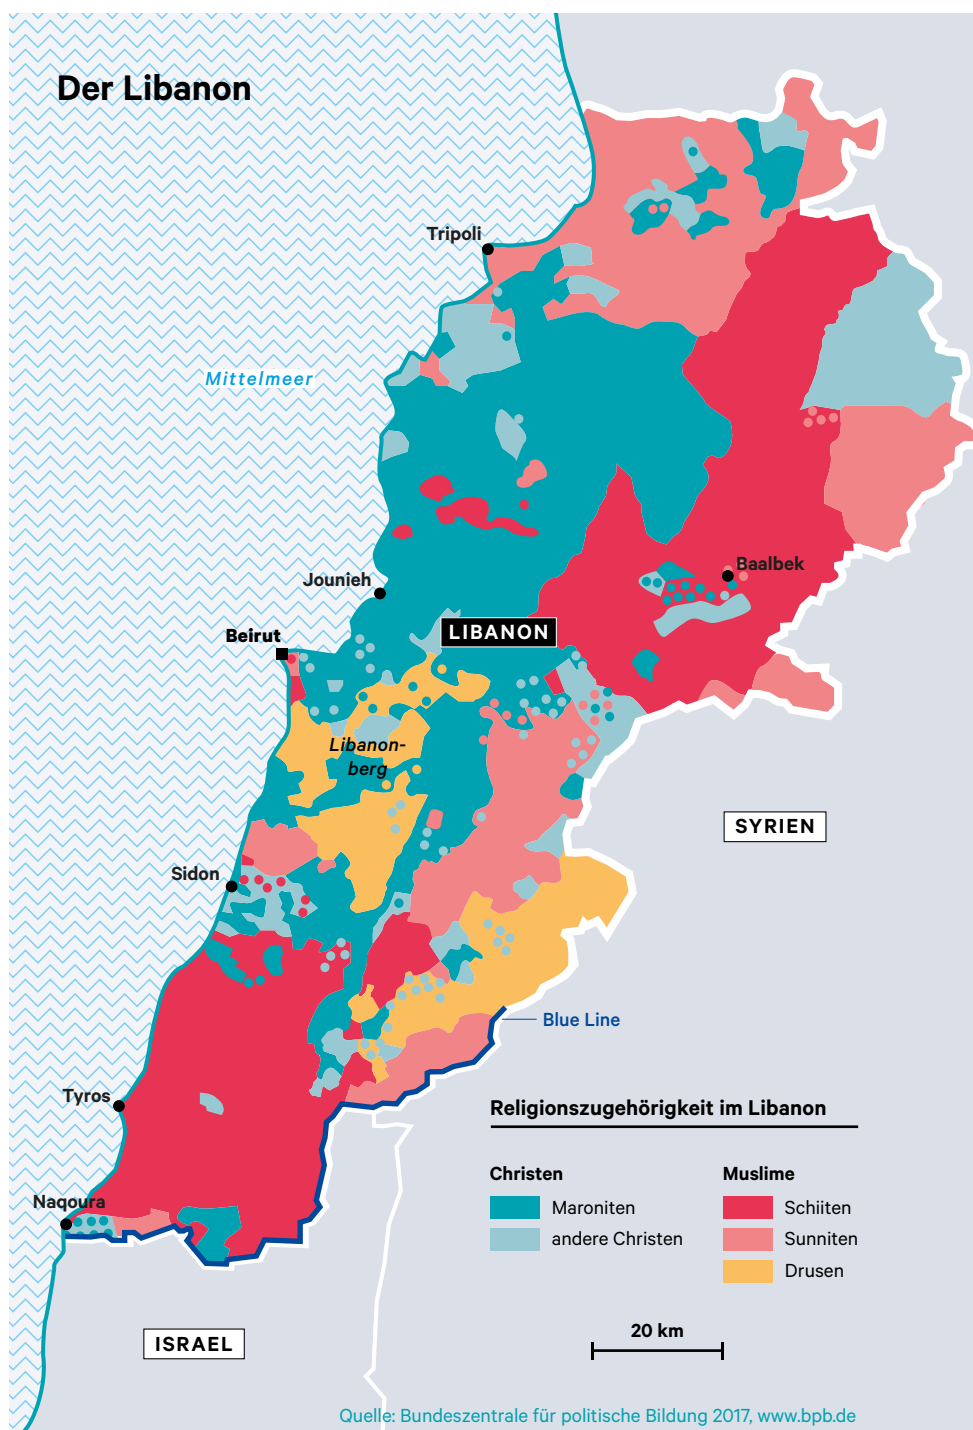 Der Libanon
Tripoli
Mittelmeer
Baalbek
Jounieh
LIBANON
Beirut
Libanon-
berg
SYRIEN
Sidon
Blue Line
Tyros
Naqoura
ISRAEL
Religionszugehörigkeit im Libanon
Christen
Maroniten
andere Christen
Muslime
Schiiten
Sunniten
Drusen
20 km
Quelle: Bundeszentrale für politische Bildung 2017, www.bpb.de